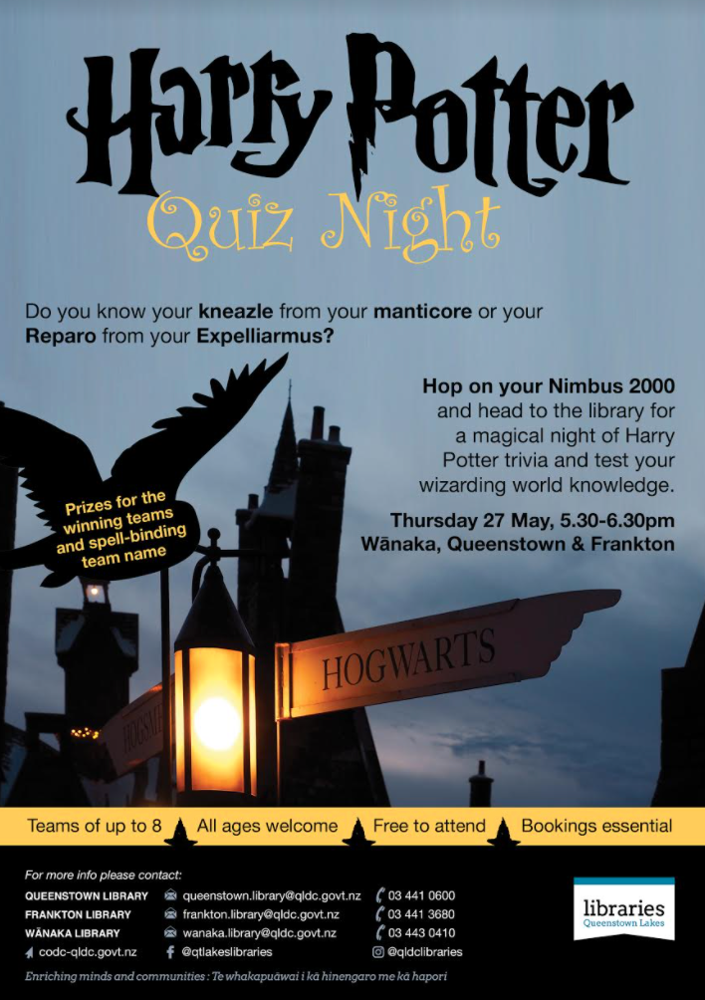 Harry Potter
Quiz Night
Do you know your kneazle from your manticore or your
Reparo from your Expelliarmus?
Hop on your Nimbus 2000
and head to the library for
a magical night of Harry
Potter trivia and test your
wizarding world knowledge.
Thursday 27 May, 5.30-6.30pm
Wānaka, Queenstown & Frankton
Prizes for the
winning teams
and spell-binding
team name
HOGWARTS
Teams of up to 8 All ages welcome Free to attend Bookings essential
For more info please contact:
QUEENSTOWN LIBRARY queenstown.library@qldc.govt.nz 03 441 0600
FRANKTON LIBRARY frankton.library@qldc.govt.nz 03 441 3680
WĀNAKA LIBRARY wanaka.library@qldc.govt.nz 03 443 0410
codc-qldc.govt.nz @qtlakeslibraries @qldclibraries
Enriching minds and communities : Te whakapuāwai i kā hinengaro me kā hapori
libraries
Queenstown Lakes